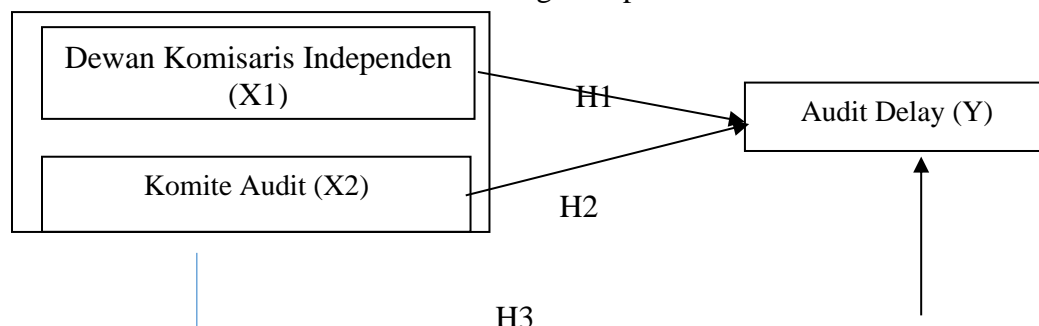 Dewan Komisaris Independen
(X1)
H1
Audit Delay (Y)
Komite Audit (X2)
H2
H3